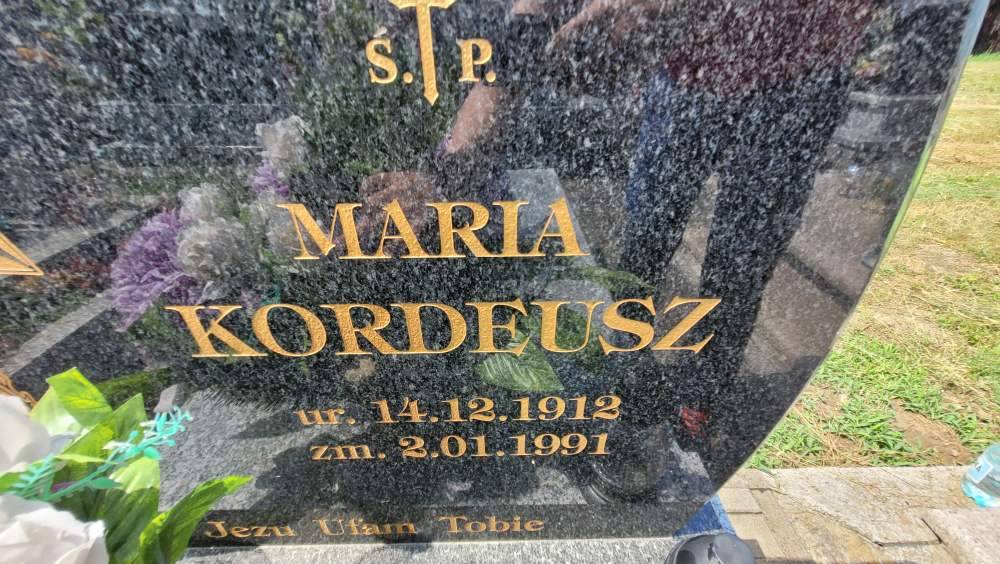 Ś. P.
MARIA
KORDEUSZ
ur. 14.12.1912
zm. 2.01.1991
Jezu Ufam Tobie